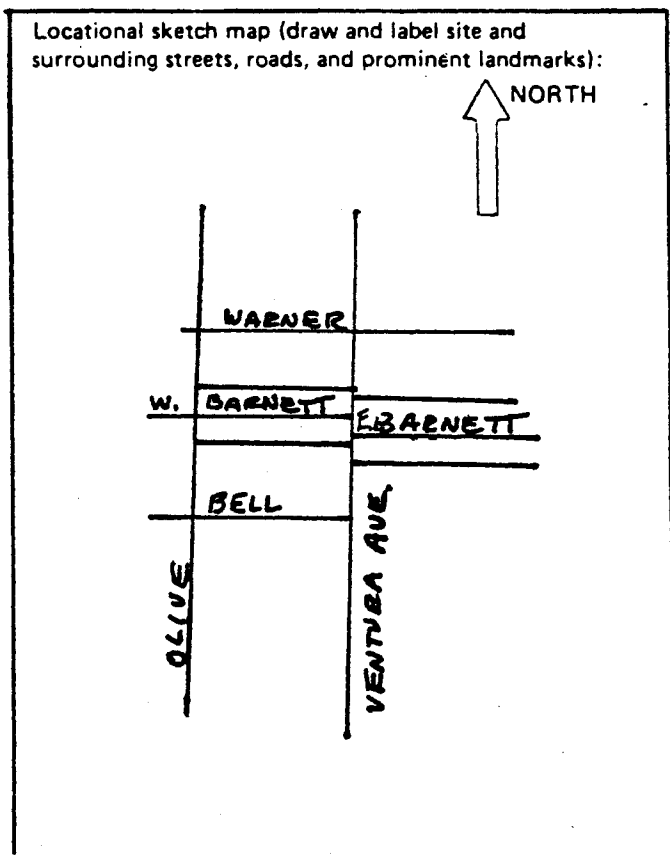 Locational sketch map (draw and label site and
surrounding streets, roads, and prominent landmarks):
NORTH
WARNER
W. BARNETT
E. BARNETT
BELL
OLIVE
VENTURA AVE.